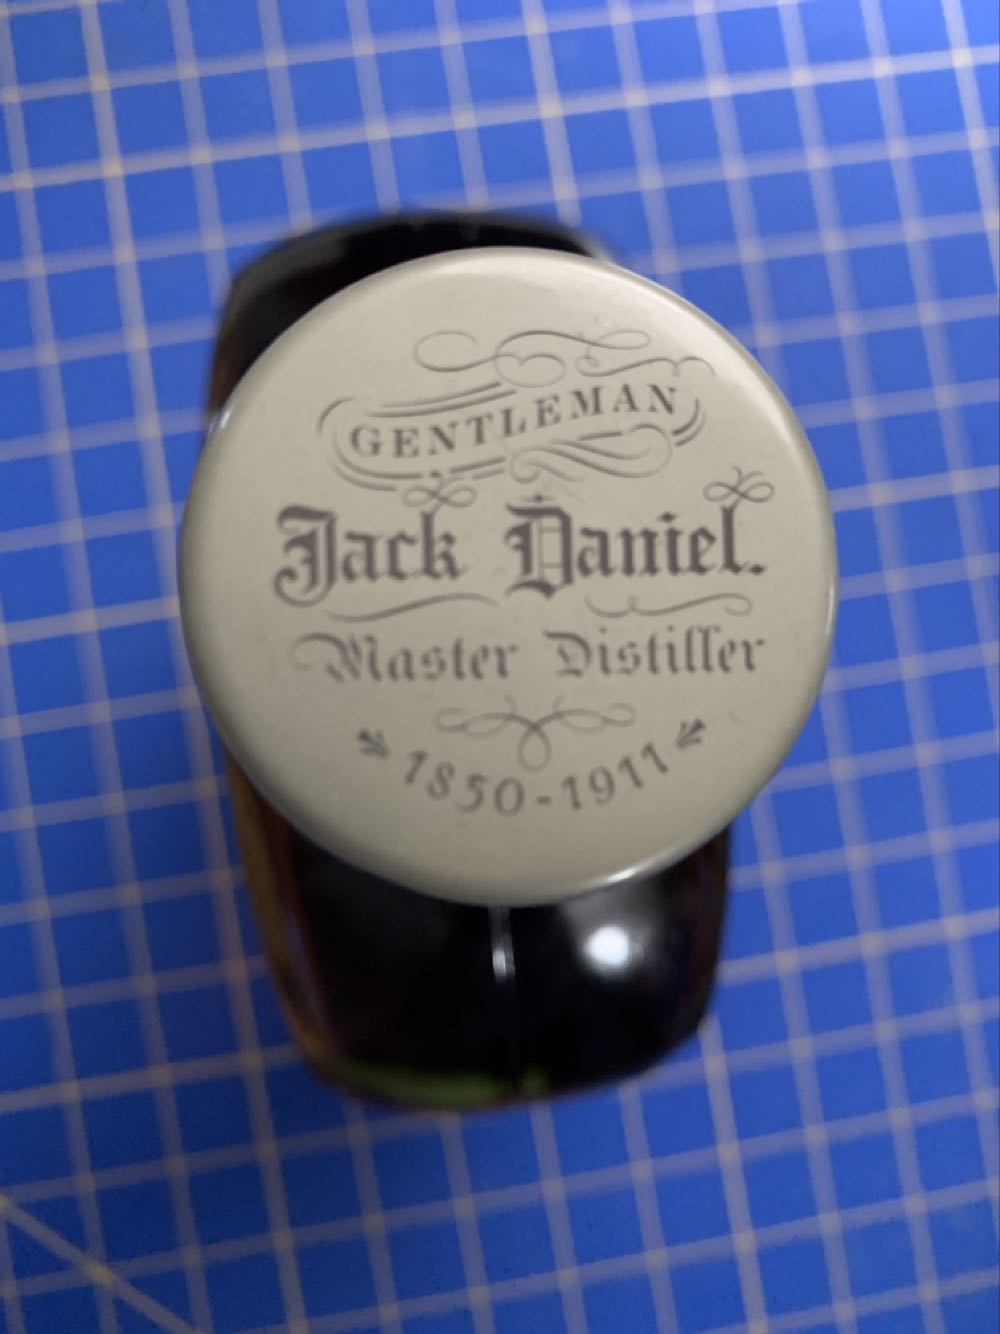 GENTLEMAN
Jack Daniel.
Master Distiller
1850-1911